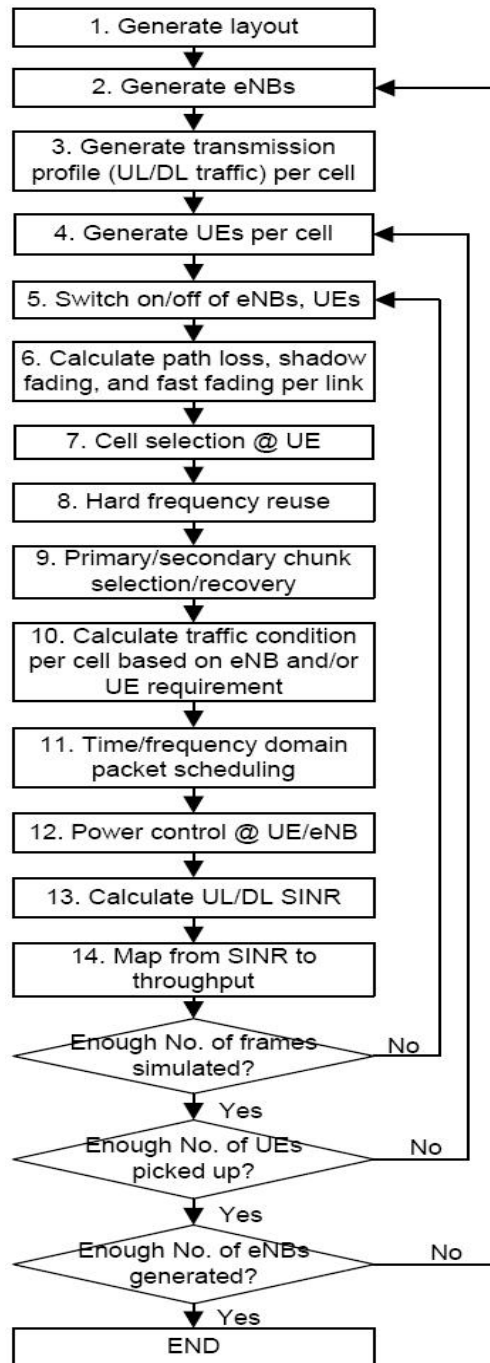 1. Generate layout
2. Generate eNBs
3. Generate transmission
profile (UL/DL traffic) per cell
4. Generate UEs per cell
5. Switch on/off of eNBs, UEs
6. Calculate path loss, shadow
fading, and fast fading per link
7. Cell selection @ UE
8. Hard frequency reuse
9. Primary/secondary chunk
selection/recovery
10. Calculate traffic condition
per cell based on eNB and/or
UE requirement
11. Time/frequency domain
packet scheduling
12. Power control @ UE/eNB
13. Calculate UL/DL SINR
14. Map from SINR to
throughput
Enough No. of frames
simulated?
No
Yes
Enough No. of UEs
picked up?
No
Yes
Enough No. of eNBs
generated?
No
Yes
END